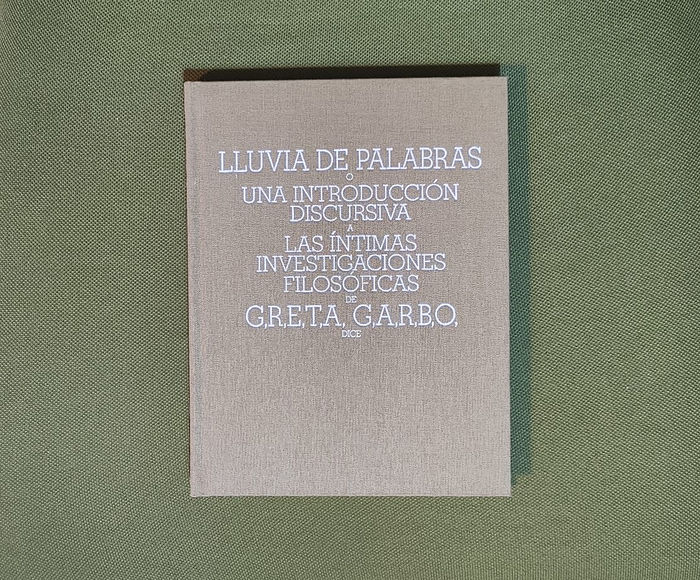 LLUVIA DE PALABRAS
O
UNA INTRODUCCIÓN
DISCURSIVA
A
LAS ÍNTIMAS
INVESTIGACIONES
FILOSÓFICAS
DE
G,R,E,T,A, G,A,R,B,O,
DICE